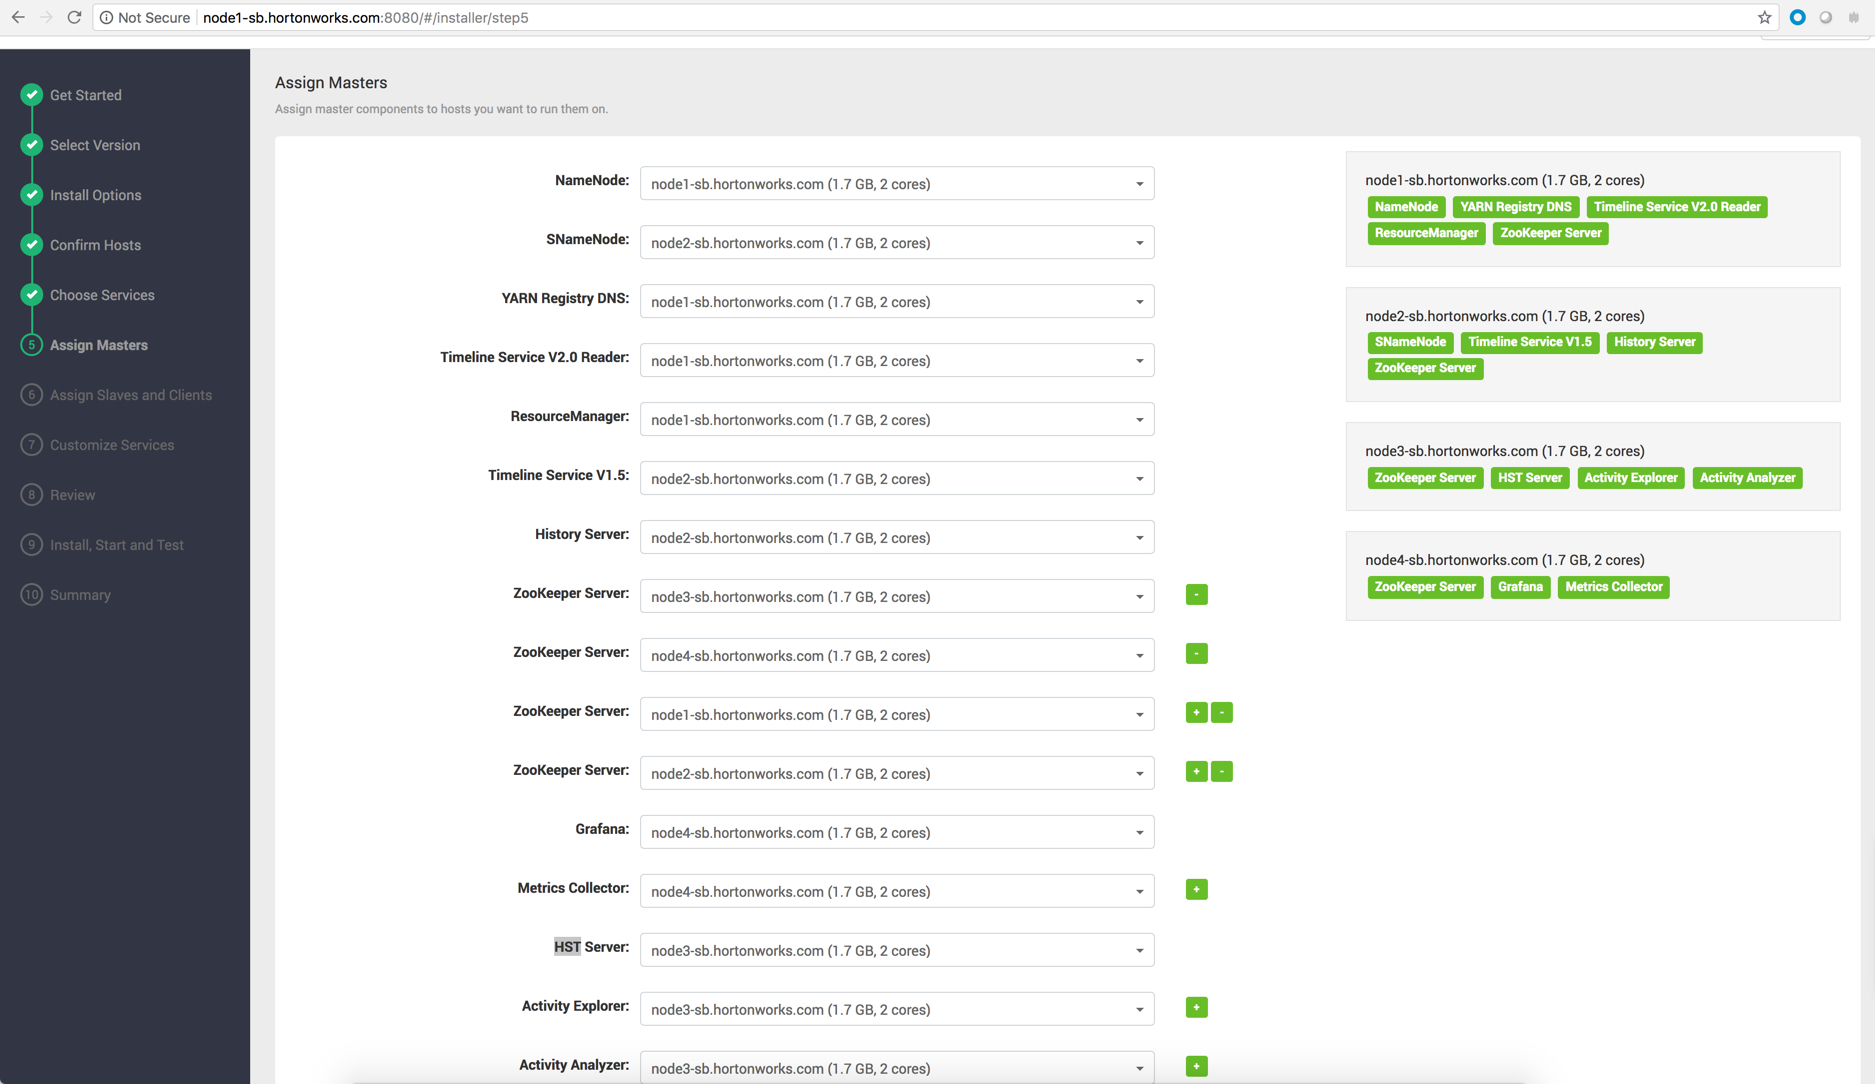 Not Secure node1-sb.hortonworks.com:8080/#/installer/step5
Get Started
Select Version
Install Options
Confirm Hosts
Choose Services
5 Assign Masters
6 Assign Slaves and Clients
7 Customize Services
8 Review
9 Install, Start and Test
10 Summary
Assign Masters
Assign master components to hosts you want to run them on.
NameNode: node1-sb.hortonworks.com (1.7 GB, 2 cores)
SNameNode: node2-sb.hortonworks.com (1.7 GB, 2 cores)
YARN Registry DNS: node1-sb.hortonworks.com (1.7 GB, 2 cores)
Timeline Service V2.0 Reader: node1-sb.hortonworks.com (1.7 GB, 2 cores)
ResourceManager: node1-sb.hortonworks.com (1.7 GB, 2 cores)
Timeline Service V1.5: node2-sb.hortonworks.com (1.7 GB, 2 cores)
History Server: node2-sb.hortonworks.com (1.7 GB, 2 cores)
ZooKeeper Server: node3-sb.hortonworks.com (1.7 GB, 2 cores) -
ZooKeeper Server: node4-sb.hortonworks.com (1.7 GB, 2 cores) -
ZooKeeper Server: node1-sb.hortonworks.com (1.7 GB, 2 cores) + -
ZooKeeper Server: node2-sb.hortonworks.com (1.7 GB, 2 cores) + -
Grafana: node4-sb.hortonworks.com (1.7 GB, 2 cores)
Metrics Collector: node4-sb.hortonworks.com (1.7 GB, 2 cores) +
HST Server: node3-sb.hortonworks.com (1.7 GB, 2 cores)
Activity Explorer: node3-sb.hortonworks.com (1.7 GB, 2 cores) +
Activity Analyzer: node3-sb.hortonworks.com (1.7 GB, 2 cores) +
node1-sb.hortonworks.com (1.7 GB, 2 cores)
NameNode YARN Registry DNS Timeline Service V2.0 Reader
ResourceManager ZooKeeper Server
node2-sb.hortonworks.com (1.7 GB, 2 cores)
SNameNode Timeline Service V1.5 History Server
ZooKeeper Server
node3-sb.hortonworks.com (1.7 GB, 2 cores)
ZooKeeper Server HST Server Activity Explorer Activity Analyzer
node4-sb.hortonworks.com (1.7 GB, 2 cores)
ZooKeeper Server Grafana Metrics Collector